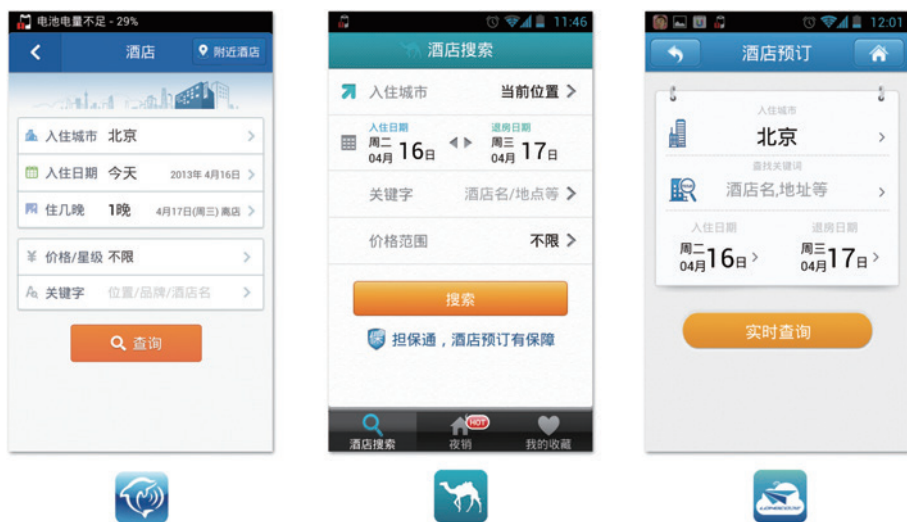 电池电量不足 - 29%
酒店
附近酒店
入住城市 北京
入住日期 今天 2013年 4月16日
住几晚 1晚 4月17日(周三)离店
价格/星级 不限
关键字 位置/品牌/酒店名
查询
11:46
酒店搜索
入住城市 当前位置
入住日期 退房日期
周二 周三
04月 16日 04月 17日
关键字 酒店名/地点等
价格范围 不限
搜索
担保通，酒店预订有保障
HOT
酒店搜索 夜销 我的收藏
12:01
酒店预订
入住城市
北京
查找关键词
酒店名,地址等
入住日期 退房日期
周二 周三
04月 16日 04月 17日
实时查询